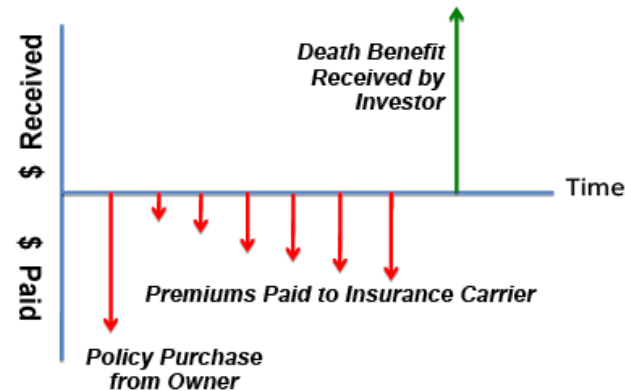 $ Received
$ Paid
Death Benefit
Received by
Investor
Time
Premiums Paid to Insurance Carrier
Policy Purchase
from Owner